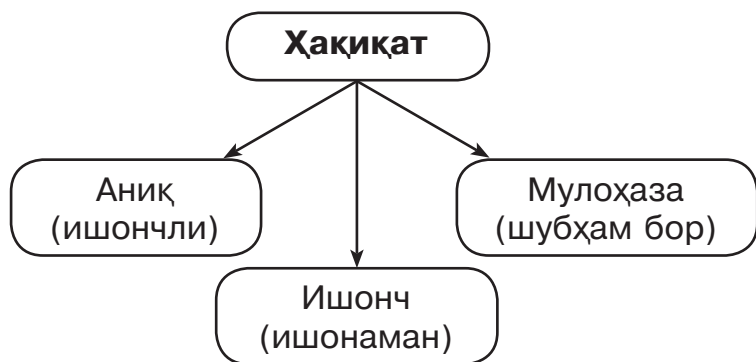 Ҳақиқат
Аниқ
(ишончли)
Мулоҳаза
(шубҳам бор)
Ишонч
(ишонаман)